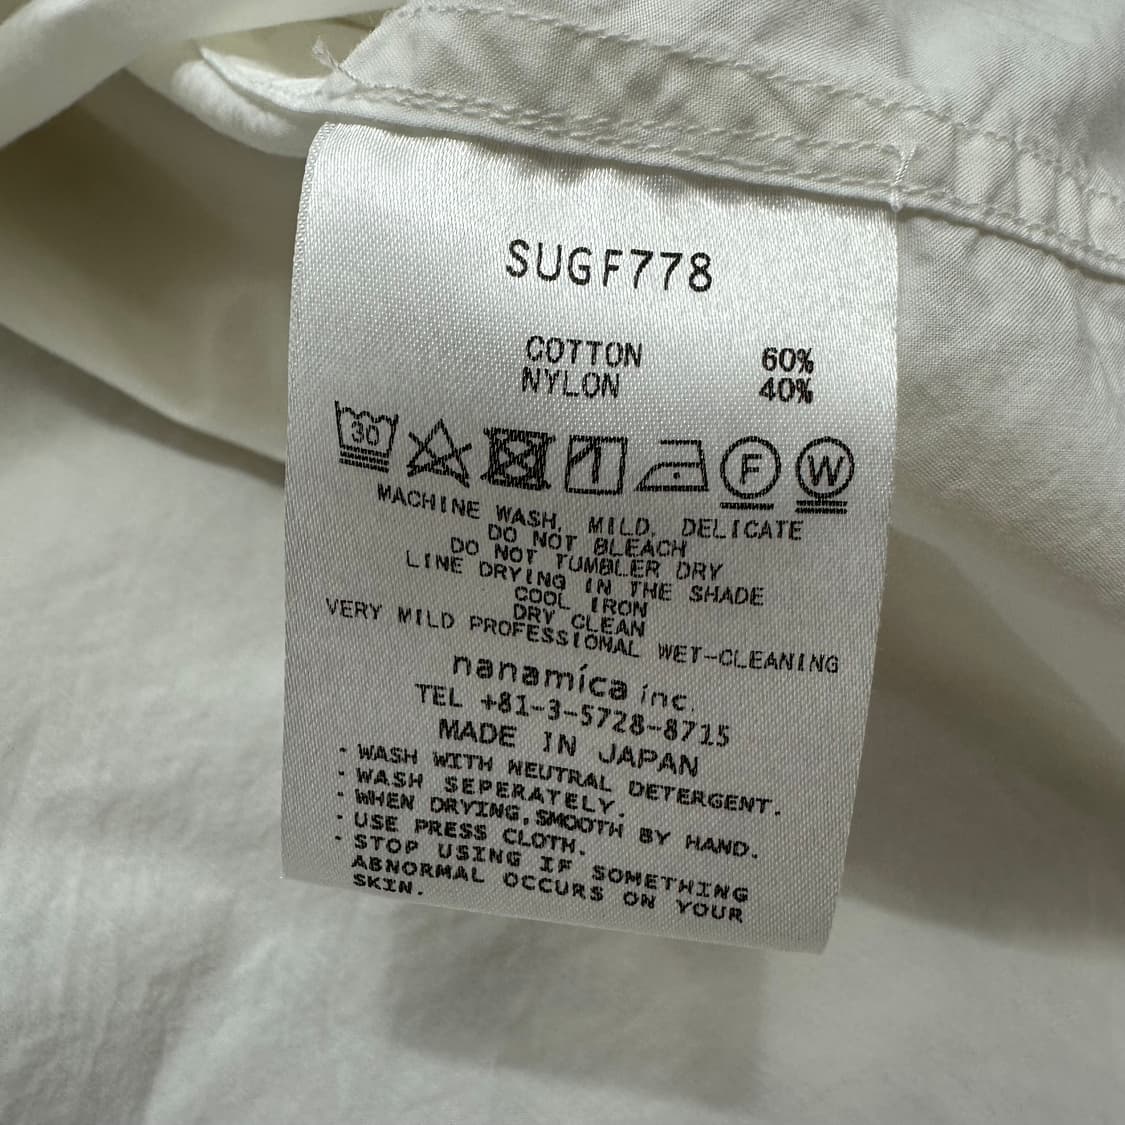 SUGF778
COTTON 60%
NYLON 40%
30 F W
MACHINE WASH, MILD, DELICATE
DO NOT BLEACH
DO NOT TUMBLER DRY
LINE DRYING IN THE SHADE
COOL IRON
DRY CLEAN
VERY MILD PROFESSIONAL WET-CLEANING
nanamica inc.
TEL +81-3-5728-8715
MADE IN JAPAN
・WASH WITH NEUTRAL DETERGENT.
・WASH SEPERATELY.
・WHEN DRYING,SMOOTH BY HAND.
・USE PRESS CLOTH.
・STOP USING IF SOMETHING
ABNORMAL OCCURS ON YOUR
SKIN.